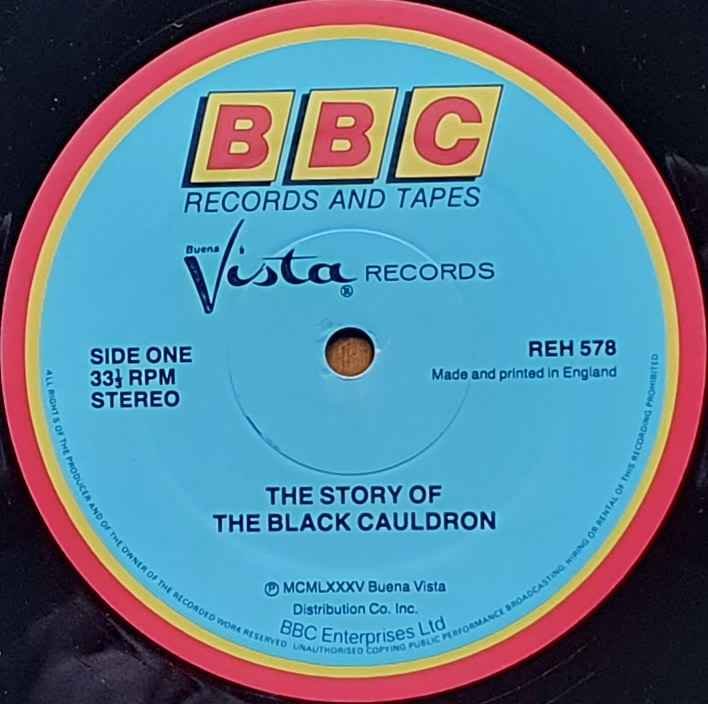 BBC
RECORDS AND TAPES
Buena
Vista® RECORDS
SIDE ONE
33⅓ RPM
STEREO
REH 578
Made and printed in England
THE STORY OF
THE BLACK CAULDRON
℗ MCMLXXXV Buena Vista
Distribution Co. Inc.
BBC Enterprises Ltd
ALL RIGHTS OF THE PRODUCER AND OF THE OWNER OF THE RECORDED WORK RESERVED UNAUTHORISED COPYING PUBLIC PERFORMANCE BROADCASTING, HIRING OR RENTAL OF THIS RECORDING PROHIBITED